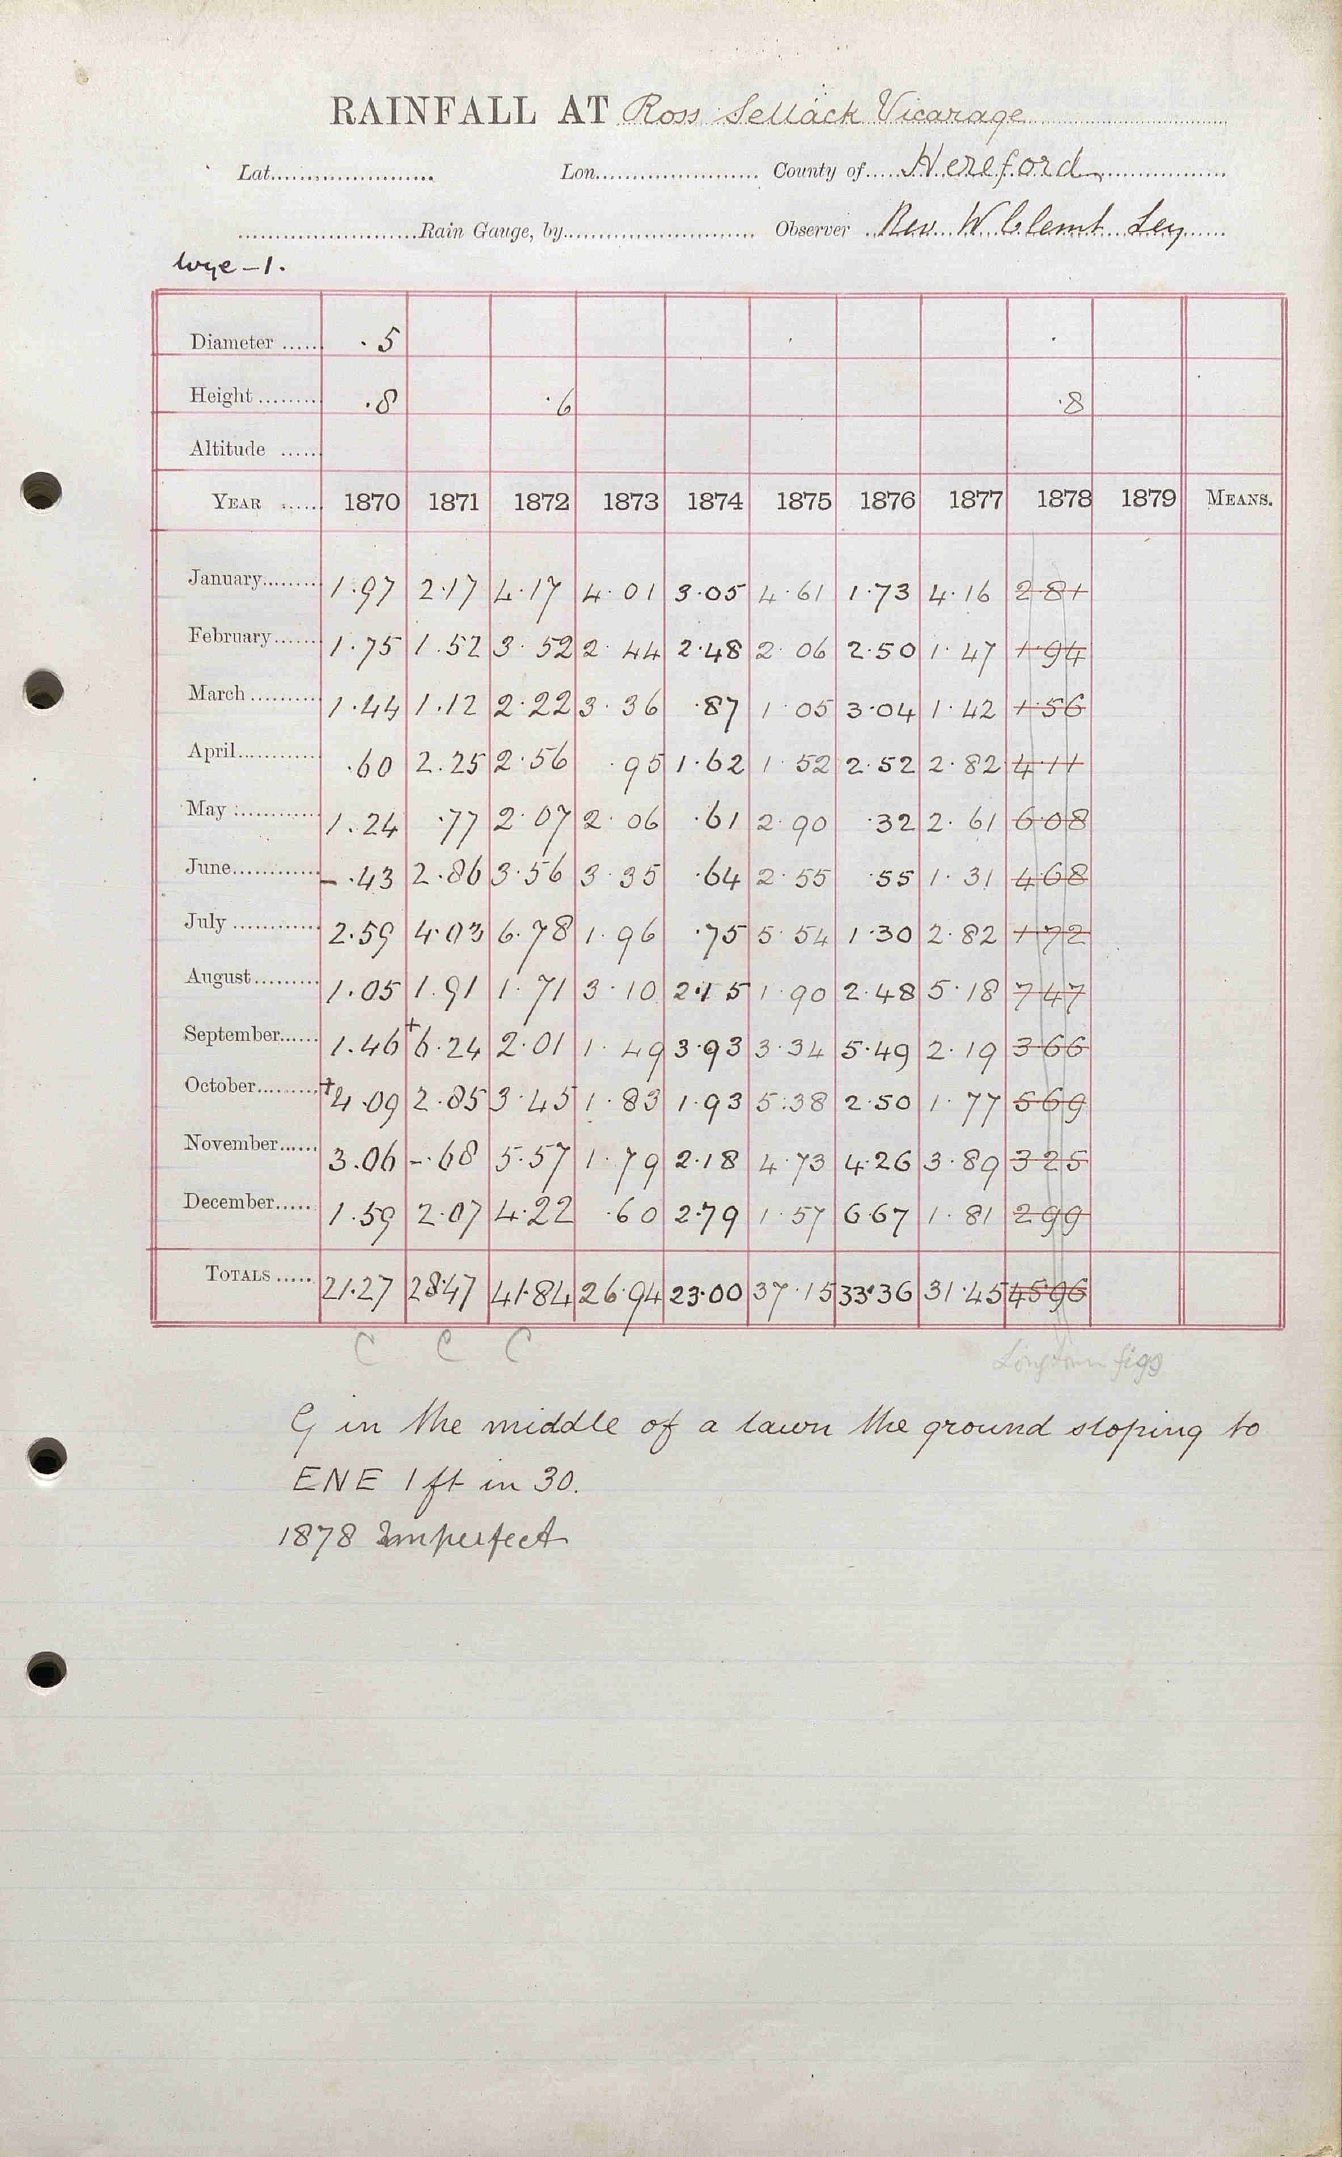 RAINFALL AT Ross Sellack Vicarage
Lat. Lon. County of Hereford
Rain Gauge, by Observer Rev. W Clemt. Ley
Wye-1.
Diameter ·5
Height ·8 ·6 ·8
Altitude
YEAR 1870 1871 1872 1873 1874 1875 1876 1877 1878 1879 MEANS.
January 1.97 2.17 4.17 4.01 3.05 4.61 1.73 4.16 2 81
February 1.75 1.52 3.52 2.44 2.48 2.06 2.50 1.47 1.94
March 1.44 1.12 2.22 3.36 .87 1.05 3.04 1.42 1.56
April .60 2.25 2.56 .95 1.62 1.52 2.52 2.82 4.11
May 1.24 .77 2.07 2.06 .61 2.90 .32 2.61 6 08
June -.43 2.86 3.56 3.35 .64 2.55 .55 1.31 4 68
July 2.59 4.03 6.78 1.96 .75 5.54 1.30 2.82 1 72
August 1.05 1.91 1.71 3.10 2.15 1.90 2.48 5.18 7 47
September 1.46 +6.24 2.01 1.49 3.93 3.34 5.49 2.19 3 66
October +4.09 2.85 3.45 1.83 1.93 5.38 2.50 1.77 5 69
November 3.06 -.68 5.57 1.79 2.18 4.73 4.26 3.89 3 25
December 1.59 2.07 4.22 .60 2.79 1.57 6.67 1.81 2 99
TOTALS 21.27 28.47 41.84 26.94 23.00 37.15 33.36 31.45 45 96
C C C Longtown figs
G in the middle of a lawn the ground sloping to
ENE 1 ft in 30.
1878 Imperfect